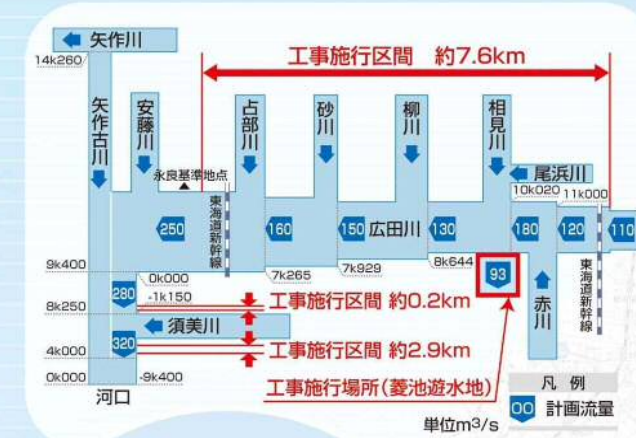 矢作川
14k260
工事施行区間 約7.6km
矢作古川
安藤川
占部川
砂川
柳川
相見川
尾浜川
永良基準地点
東海道新幹線
10k020
11k000
250
160
150
広田川
130
180
120
110
9k400
0k000
7k265
7k929
8k644
93
東海道新幹線
-1k150
280
工事施行区間 約0.2km
8k250
須美川
赤川
320
4k000
工事施行区間 約2.9km
0k000
-9k400
工事施行場所(菱池遊水地)
河口
凡例
00 計画流量
単位m³/s